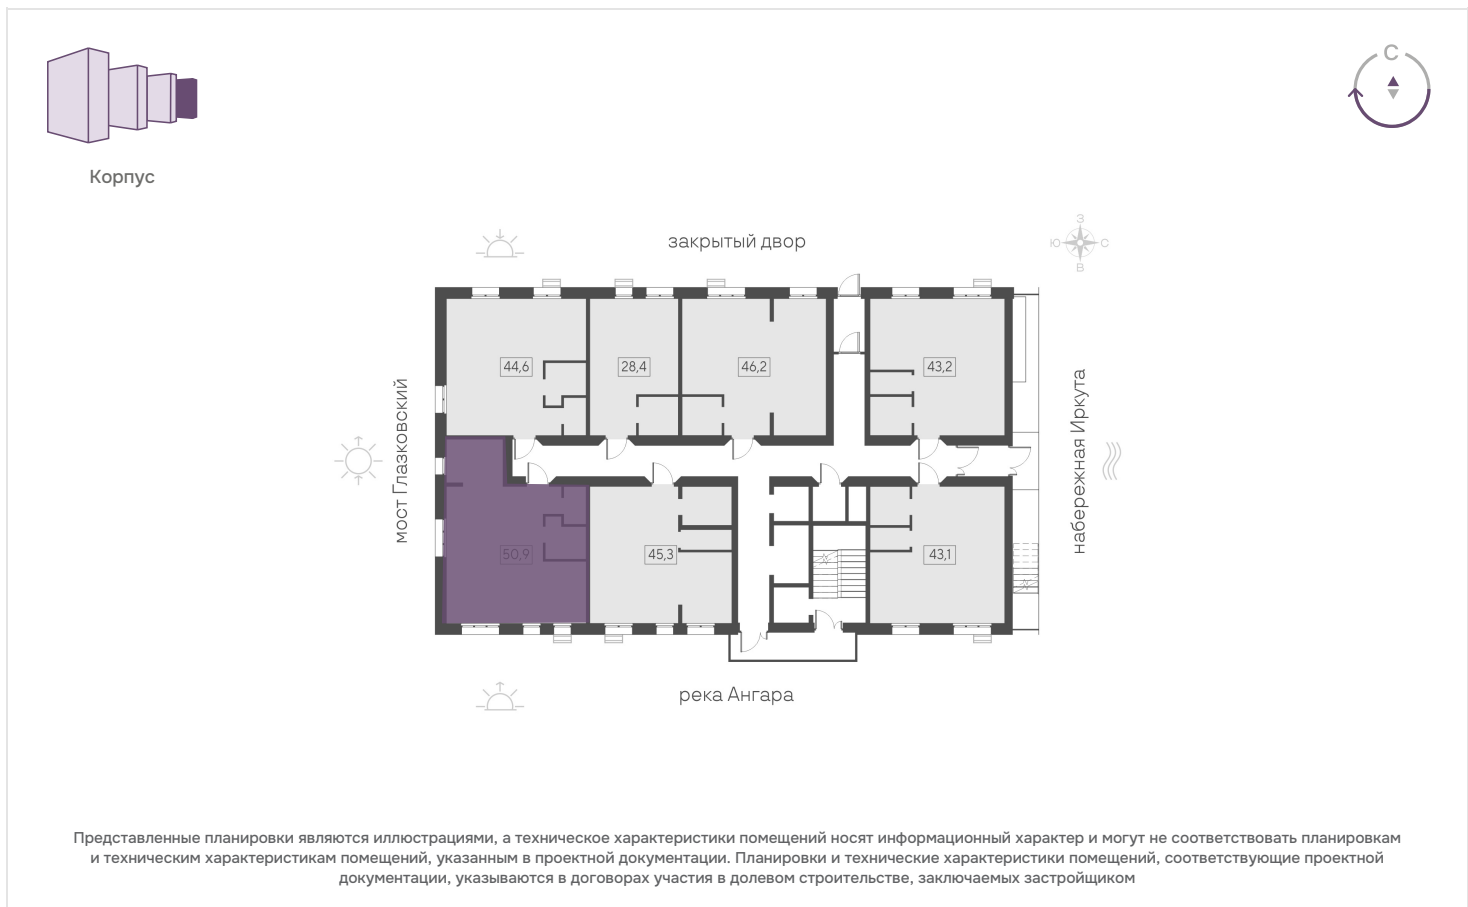 С
Корпус
З
Ю
С
В
закрытый двор
44,6
28,4
46,2
43,2
мост Глазковский
набережная Иркута
50,9
45,3
43,1
река Ангара
Представленные планировки являются иллюстрациями, а техническое характеристики помещений носят информационный характер и могут не соответствовать планировкам
и техническим характеристикам помещений, указанным в проектной документации. Планировки и технические характеристики помещений, соответствующие проектной
документации, указываются в договорах участия в долевом строительстве, заключаемых застройщиком